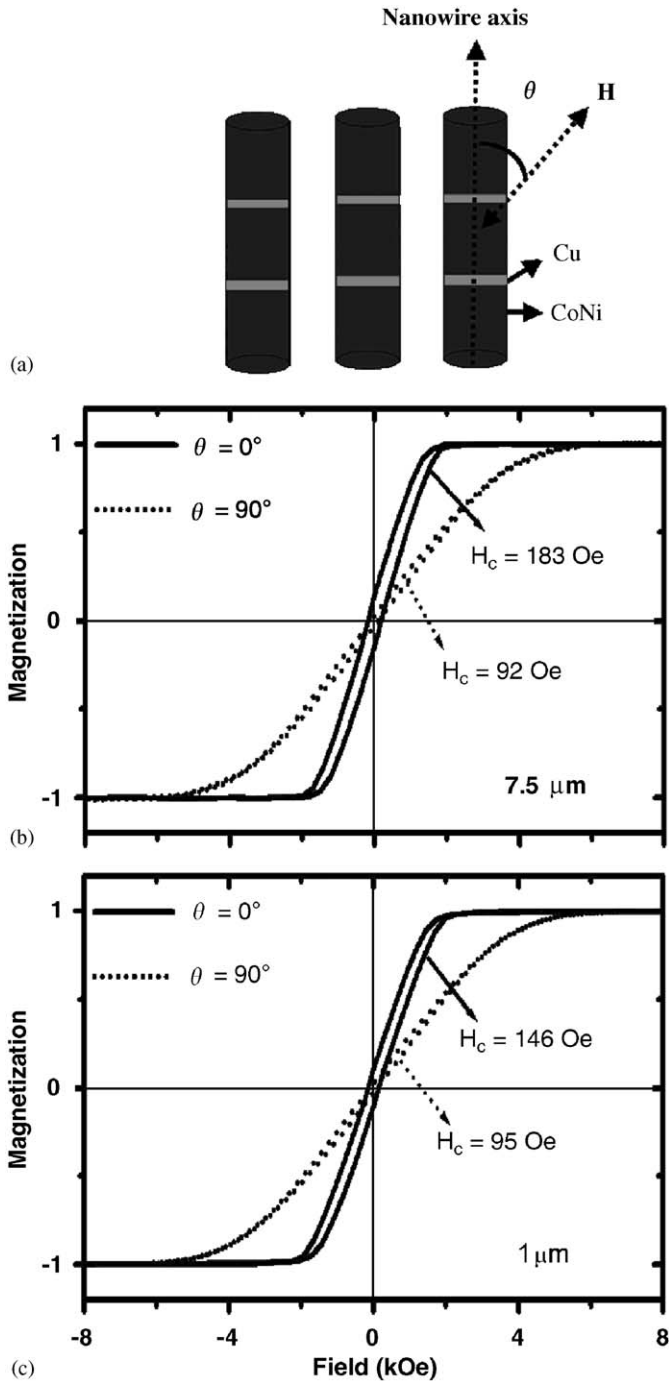 Nanowire axis
θ
H
Cu
CoNi
(a)
1
θ = 0°
θ = 90°
H_c = 183 Oe
0
H_c = 92 Oe
Magnetization
-1
7.5 μm
(b)
1
θ = 0°
θ = 90°
H_c = 146 Oe
0
H_c = 95 Oe
Magnetization
-1
1μm
-8 -4 0 4 8
Field (kOe)
(c)